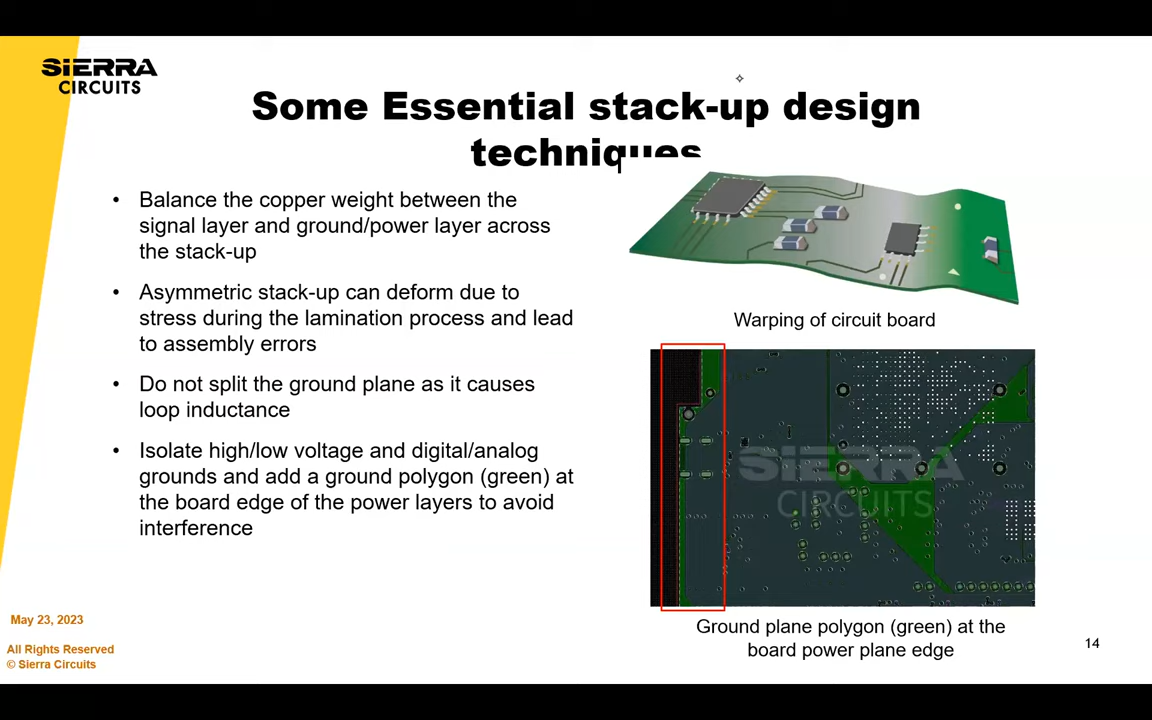 SIERRA
CIRCUITS
Some Essential stack-up design
techniques
• Balance the copper weight between the
signal layer and ground/power layer across
the stack-up
• Asymmetric stack-up can deform due to
stress during the lamination process and lead
to assembly errors
• Do not split the ground plane as it causes
loop inductance
• Isolate high/low voltage and digital/analog
grounds and add a ground polygon (green) at
the board edge of the power layers to avoid
interference
Warping of circuit board
SIERRA
CIRCUITS
Ground plane polygon (green) at the
board power plane edge
May 23, 2023
All Rights Reserved
© Sierra Circuits
14